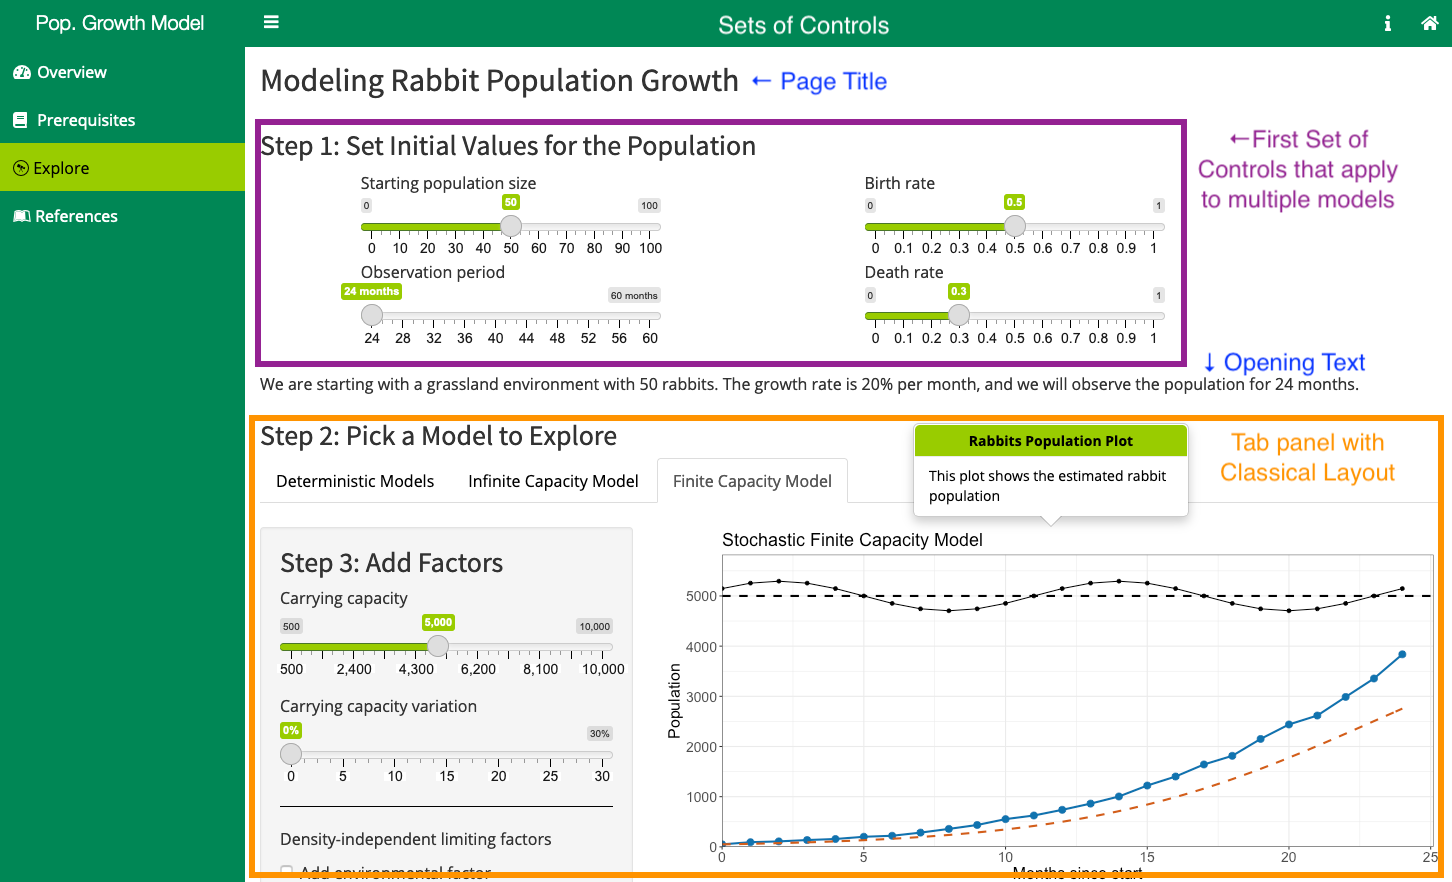 Pop. Growth Model
Sets of Controls
Overview
Prerequisites
Explore
References
Modeling Rabbit Population Growth ← Page Title
Step 1: Set Initial Values for the Population
Starting population size
0 50 100
0 10 20 30 40 50 60 70 80 90 100
Observation period
24 months 60 months
24 28 32 36 40 44 48 52 56 60
Birth rate
0 0.5 1
0 0.1 0.2 0.3 0.4 0.5 0.6 0.7 0.8 0.9 1
Death rate
0 0.3 1
0 0.1 0.2 0.3 0.4 0.5 0.6 0.7 0.8 0.9 1
←First Set of
Controls that apply
to multiple models
↓ Opening Text
We are starting with a grassland environment with 50 rabbits. The growth rate is 20% per month, and we will observe the population for 24 months.
Step 2: Pick a Model to Explore
Tab panel with
Classical Layout
Deterministic Models
Infinite Capacity Model
Finite Capacity Model
Rabbits Population Plot
This plot shows the estimated rabbit
population
Step 3: Add Factors
Carrying capacity
500 5,000 10,000
500 2,400 4,300 6,200 8,100 10,000
Carrying capacity variation
0% 30%
0 5 10 15 20 25 30
Density-independent limiting factors
Add environmental factor
Stochastic Finite Capacity Model
Population
5000
4000
3000
2000
1000
0
0 5 10 15 20 25
Months since start